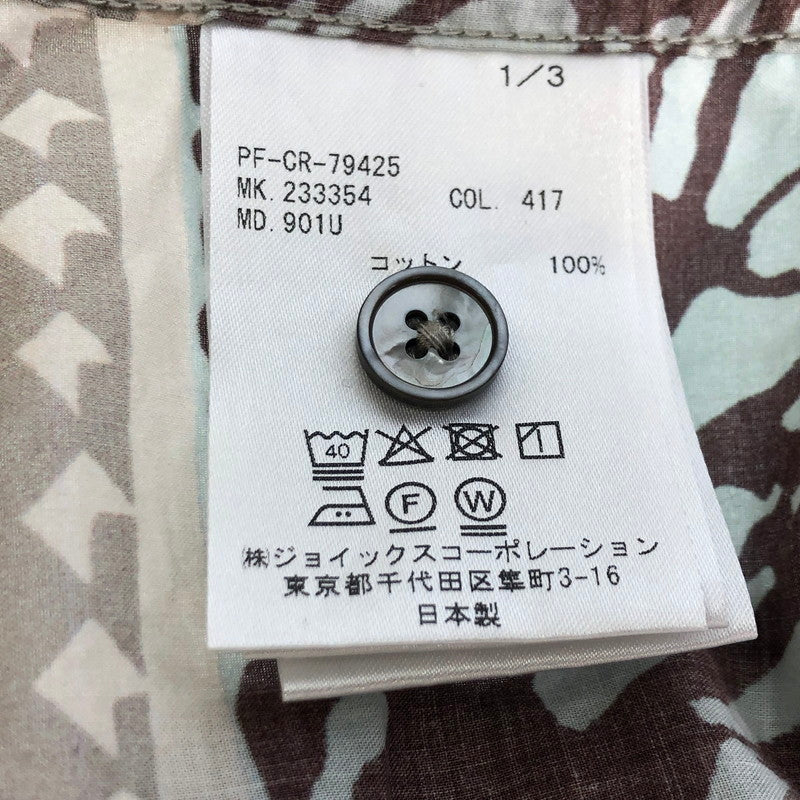 1/3
PF-CR-79425
MK. 233354 COL. 417
MD. 901U
コットン 100%
40
F W
㈱ジョイックスコーポレーション
東京都千代田区隼町3-16
日本製